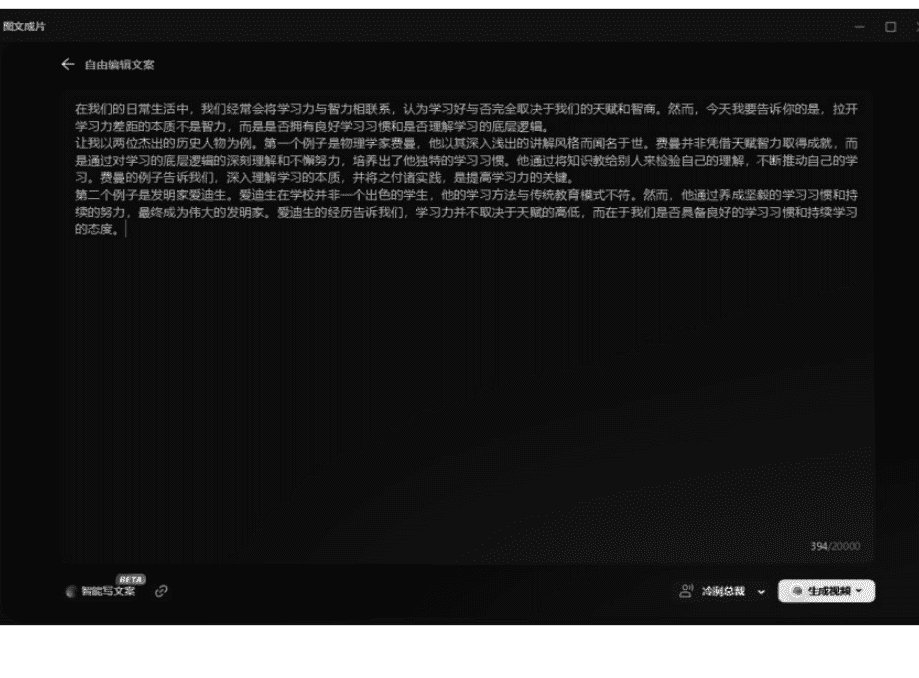 图文成片
自由编辑文案
在我们的日常生活中，我们经常会将学习力与智力相联系，认为学习好与否完全取决于我们的天赋和智商。然而，今天我要告诉你的是，拉开
学习力差距的本质不是智力，而是是否拥有良好学习习惯和是否理解学习的底层逻辑。
让我以两位杰出的历史人物为例。第一个例子是物理学家费曼，他以其深入浅出的讲解风格而闻名于世。费曼并非凭借天赋智力取得成就，而
是通过对学习的底层逻辑的深刻理解和不懈努力，培养出了他独特的学习习惯。他通过将知识教给别人来检验自己的理解，不断推动自己的学
习。费曼的例子告诉我们，深入理解学习的本质，并将之付诸实践，是提高学习力的关键。
第二个例子是发明家爱迪生。爱迪生在学校并非一个出色的学生，他的学习方法与传统教育模式不符。然而，他通过养成坚毅的学习习惯和持
续的努力，最终成为伟大的发明家。爱迪生的经历告诉我们，学习力并不取决于天赋的高低，而在于我们是否具备良好的学习习惯和持续学习
的态度。
394/20000
BETA
智能写文案
冷冽总裁
生成视频